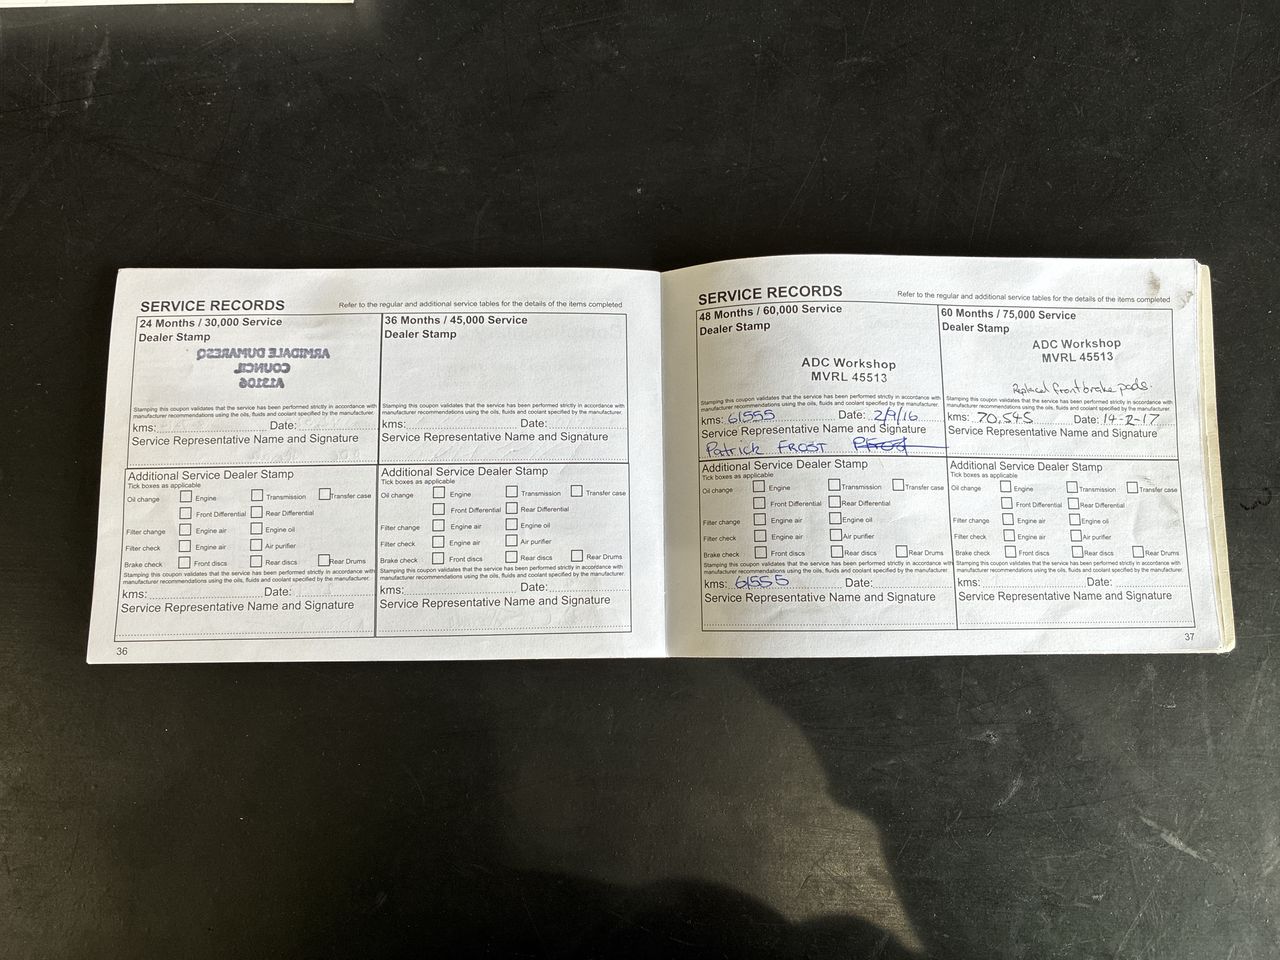 SERVICE RECORDS
Refer to the regular and additional service tables for the details of the items completed
24 Months / 30,000 Service
Dealer Stamp
ARMIDALE DUMARESQ
COUNCIL
Stamping this coupon validates that the service has been performed strictly in accordance with
manufacturer recommendations using the oils, fluids and coolant specified by the manufacturer.
kms: Date:
Service Representative Name and Signature
Additional Service Dealer Stamp
Tick boxes as applicable
Oil change Engine Transmission Transfer case
Front Differential Rear Differential
Filter change Engine air Engine oil
Filter check Engine air Air purifier
Brake check Front discs Rear discs Rear Drums
Stamping this coupon validates that the service has been performed strictly in accordance with
manufacturer recommendations using the oils, fluids and coolant specified by the manufacturer.
kms: Date:
Service Representative Name and Signature
36 Months / 45,000 Service
Dealer Stamp
Stamping this coupon validates that the service has been performed strictly in accordance with
manufacturer recommendations using the oils, fluids and coolant specified by the manufacturer.
kms: Date:
Service Representative Name and Signature
Additional Service Dealer Stamp
Tick boxes as applicable
Oil change Engine Transmission Transfer case
Front Differential Rear Differential
Filter change Engine air Engine oil
Filter check Engine air Air purifier
Brake check Front discs Rear discs Rear Drums
Stamping this coupon validates that the service has been performed strictly in accordance with
manufacturer recommendations using the oils, fluids and coolant specified by the manufacturer.
kms: Date:
Service Representative Name and Signature
36
SERVICE RECORDS
Refer to the regular and additional service tables for the details of the items completed
48 Months / 60,000 Service
Dealer Stamp
ADC Workshop
MVRL 45513
Stamping this coupon validates that the service has been performed strictly in accordance with
manufacturer recommendations using the oils, fluids and coolant specified by the manufacturer.
kms: 61555 Date: 2/9/16
Service Representative Name and Signature
Patrick FROST
Additional Service Dealer Stamp
Tick boxes as applicable
Oil change Engine Transmission Transfer case
Front Differential Rear Differential
Filter change Engine air Engine oil
Filter check Engine air Air purifier
Brake check Front discs Rear discs Rear Drums
Stamping this coupon validates that the service has been performed strictly in accordance with
manufacturer recommendations using the oils, fluids and coolant specified by the manufacturer.
kms: 61555 Date:
Service Representative Name and Signature
60 Months / 75,000 Service
Dealer Stamp
ADC Workshop
MVRL 45513
Replaced front brake pads.
Stamping this coupon validates that the service has been performed strictly in accordance with
manufacturer recommendations using the oils, fluids and coolant specified by the manufacturer.
kms: 70,545 Date: 14-2-17
Service Representative Name and Signature
Additional Service Dealer Stamp
Tick boxes as applicable
Oil change Engine Transmission Transfer case
Front Differential Rear Differential
Filter change Engine air Engine oil
Filter check Engine air Air purifier
Brake check Front discs Rear discs Rear Drums
Stamping this coupon validates that the service has been performed strictly in accordance with
manufacturer recommendations using the oils, fluids and coolant specified by the manufacturer.
kms: Date:
Service Representative Name and Signature
37